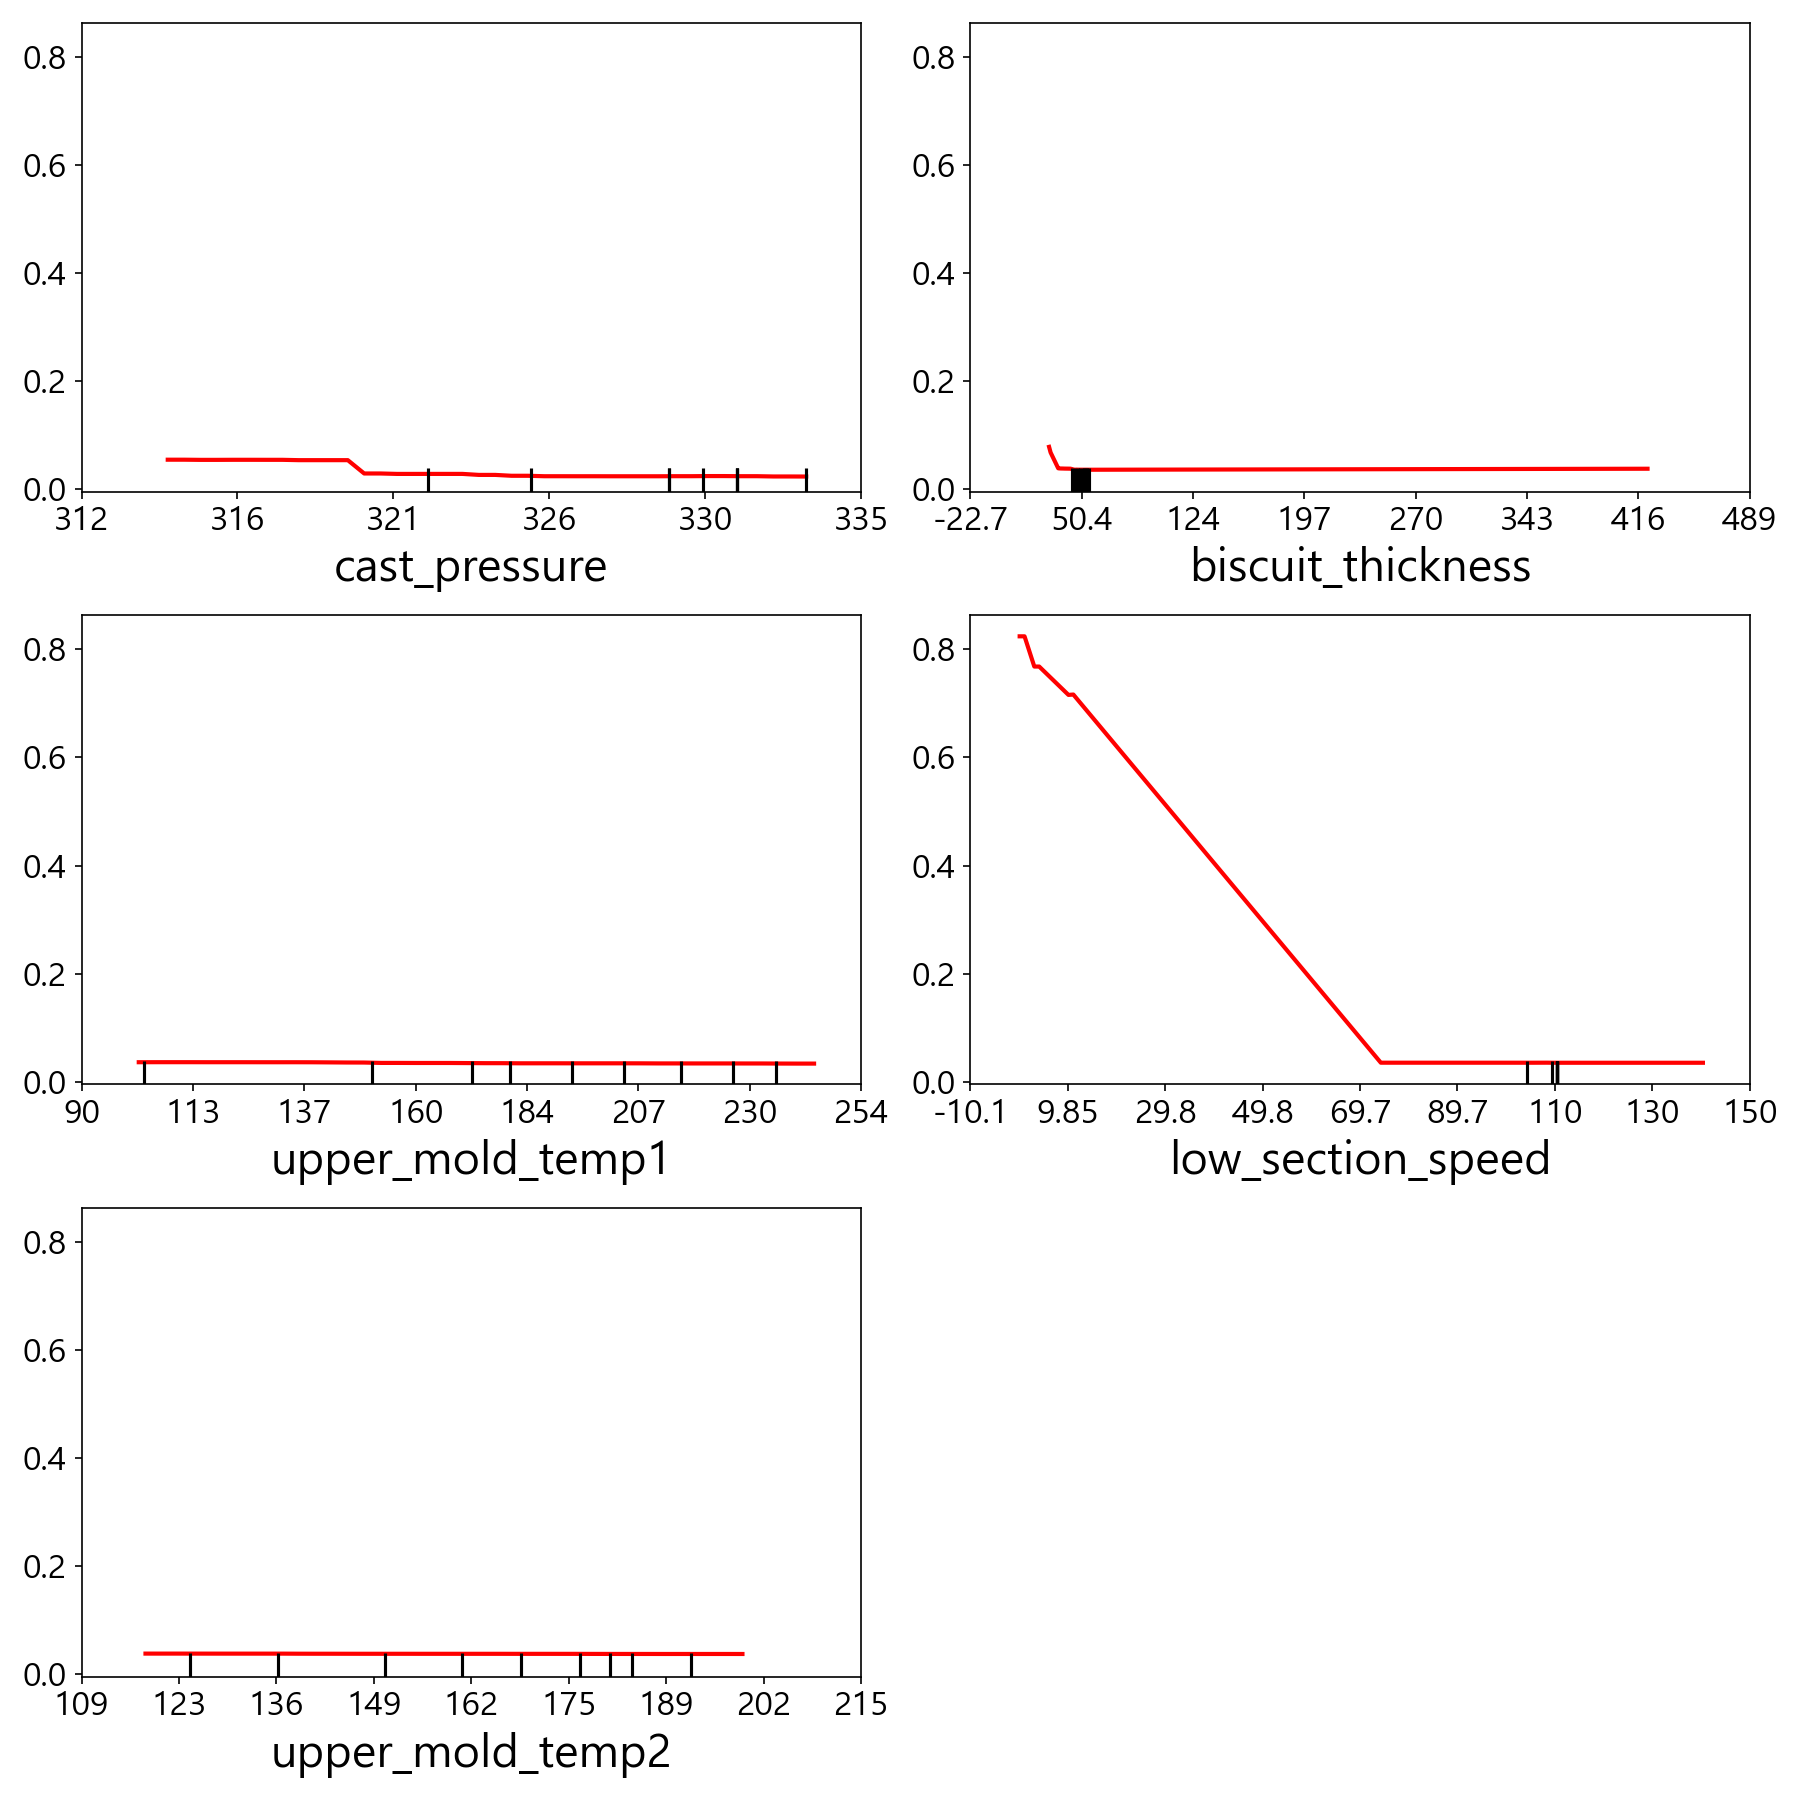 0.8 0.8
0.6 0.6
0.4 0.4
0.2 0.2
0.0 0.0
312 316 321 326 330 335 -22.7 50.4 124 197 270 343 416 489
cast_pressure biscuit_thickness
0.8 0.8
0.6 0.6
0.4 0.4
0.2 0.2
0.0 0.0
90 113 137 160 184 207 230 254 -10.1 9.85 29.8 49.8 69.7 89.7 110 130 150
upper_mold_temp1 low_section_speed
0.8
0.6
0.4
0.2
0.0
109 123 136 149 162 175 189 202 215
upper_mold_temp2